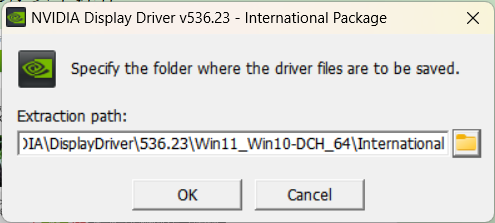 NVIDIA Display Driver v536.23 - International Package
Specify the folder where the driver files are to be saved.
Extraction path:
DIA\DisplayDriver\536.23\Win11_Win10-DCH_64\International
OK
Cancel